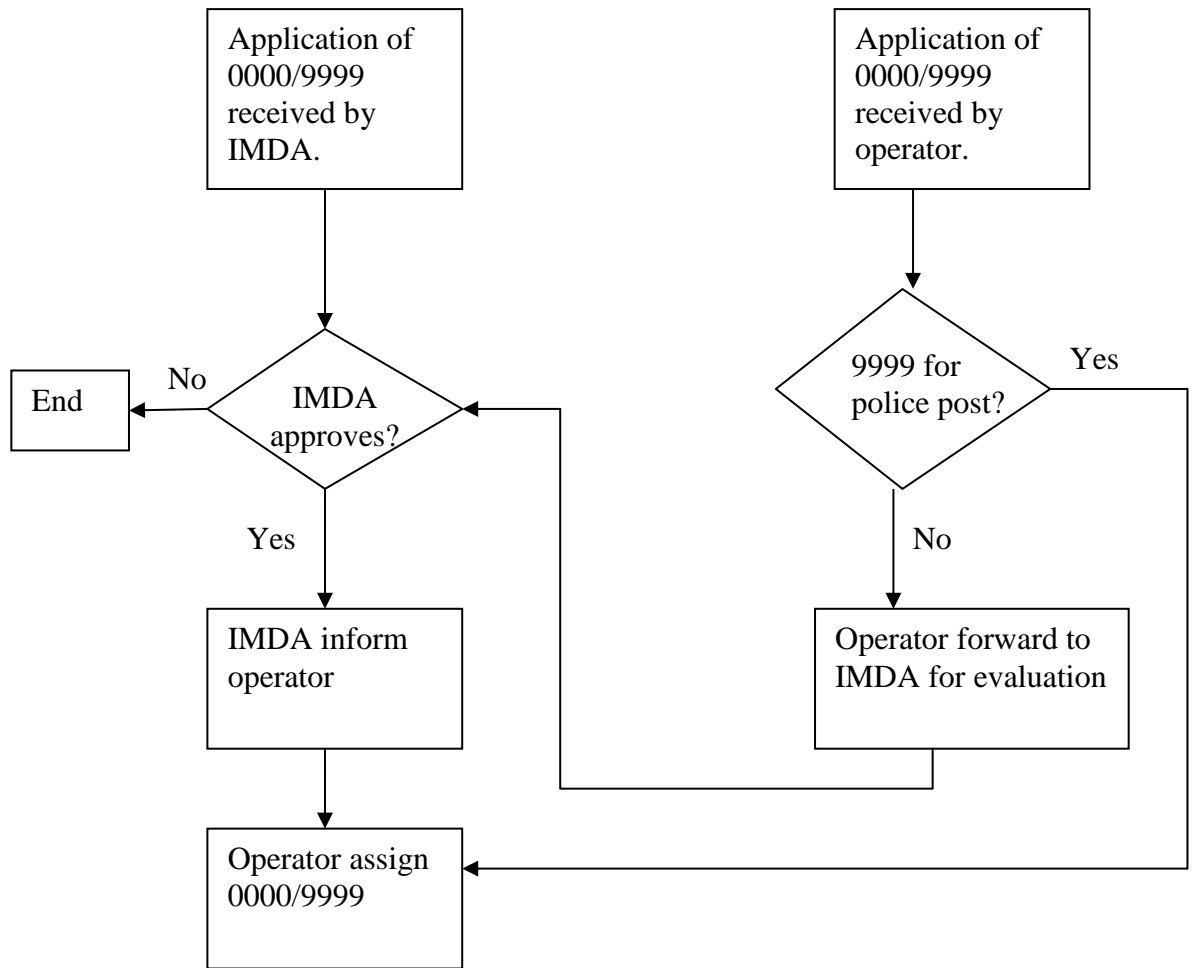 Application of
0000/9999
received by
IMDA.
Application of
0000/9999
received by
operator.
End
No
IMDA
approves?
9999 for
police post?
Yes
Yes
No
IMDA inform
operator
Operator forward to
IMDA for evaluation
Operator assign
0000/9999